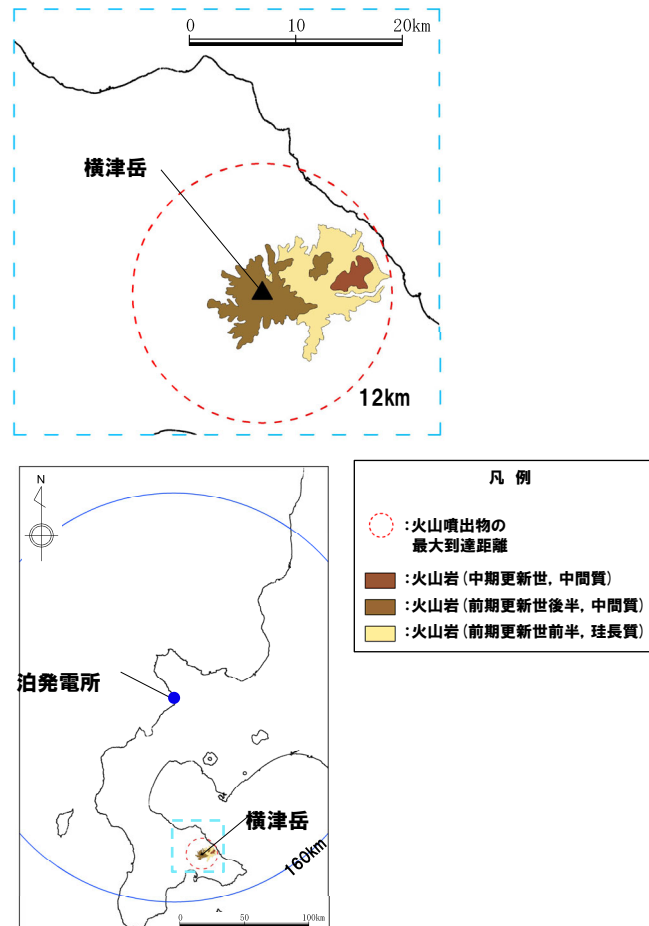 0 10 20km
横津岳
12km
凡 例
:火山噴出物の
最大到達距離
:火山岩(中期更新世, 中間質)
:火山岩(前期更新世後半, 中間質)
:火山岩(前期更新世前半, 珪長質)
N
泊発電所
横津岳
160km
0 50 100km